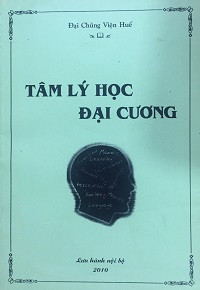 Đại Chủng Viện Huế
TÂM LÝ HỌC
ĐẠI CƯƠNG
Lưu hành nội bộ
2010